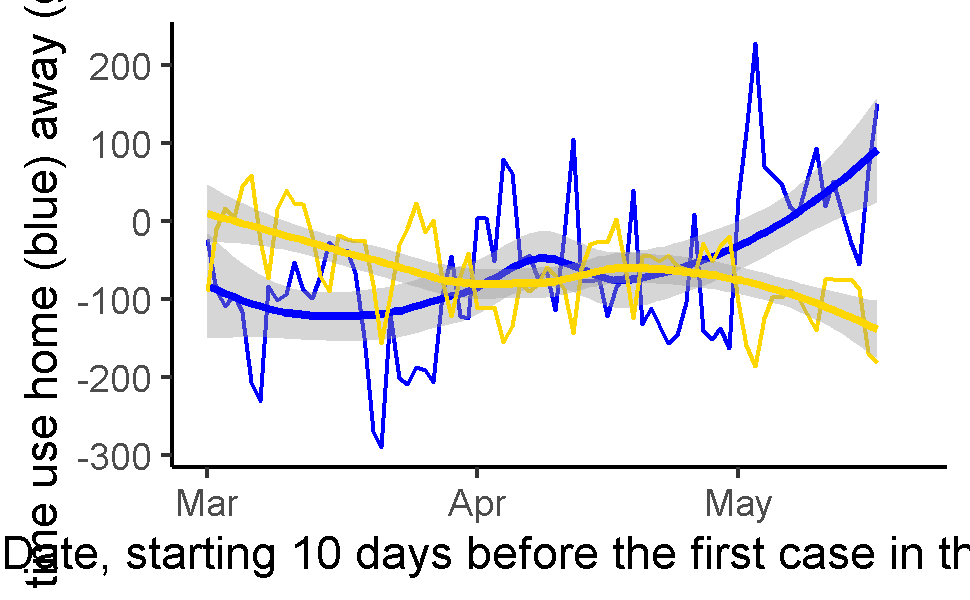 time use home (blue) away (
200
100
0
-100
-200
-300
Mar Apr May
Date, starting 10 days before the first case in th